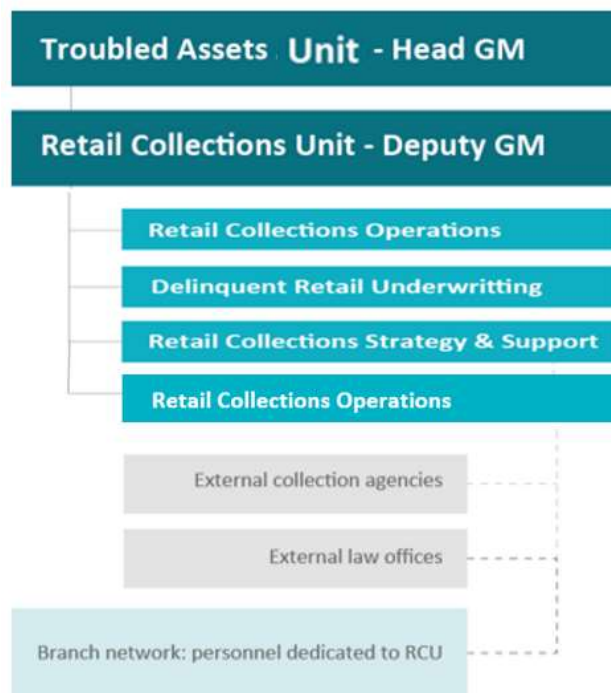 Troubled Assets Unit - Head GM
Retail Collections Unit - Deputy GM
Retail Collections Operations
Delinquent Retail Underwritting
Retail Collections Strategy & Support
Retail Collections Operations
External collection agencies
External law offices
Branch network: personnel dedicated to RCU